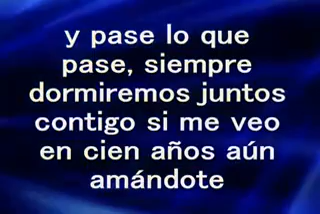 y pase lo que
pase, siempre
dormiremos juntos
contigo si me veo
en cien años aún
amándote